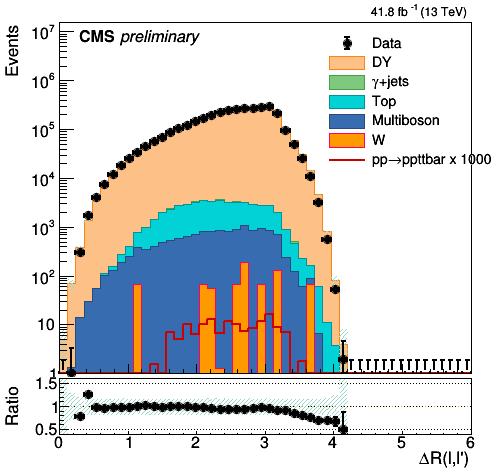 41.8 fb⁻¹ (13 TeV)
CMS preliminary
Events
10⁷
10⁶
10⁵
10⁴
10³
10²
10
1
Data
DY
γ+jets
Top
Multiboson
W
pp→ppttbar x 1000
Ratio
1.5
1
0.5
0 1 2 3 4 5 6
ΔR(l,l')